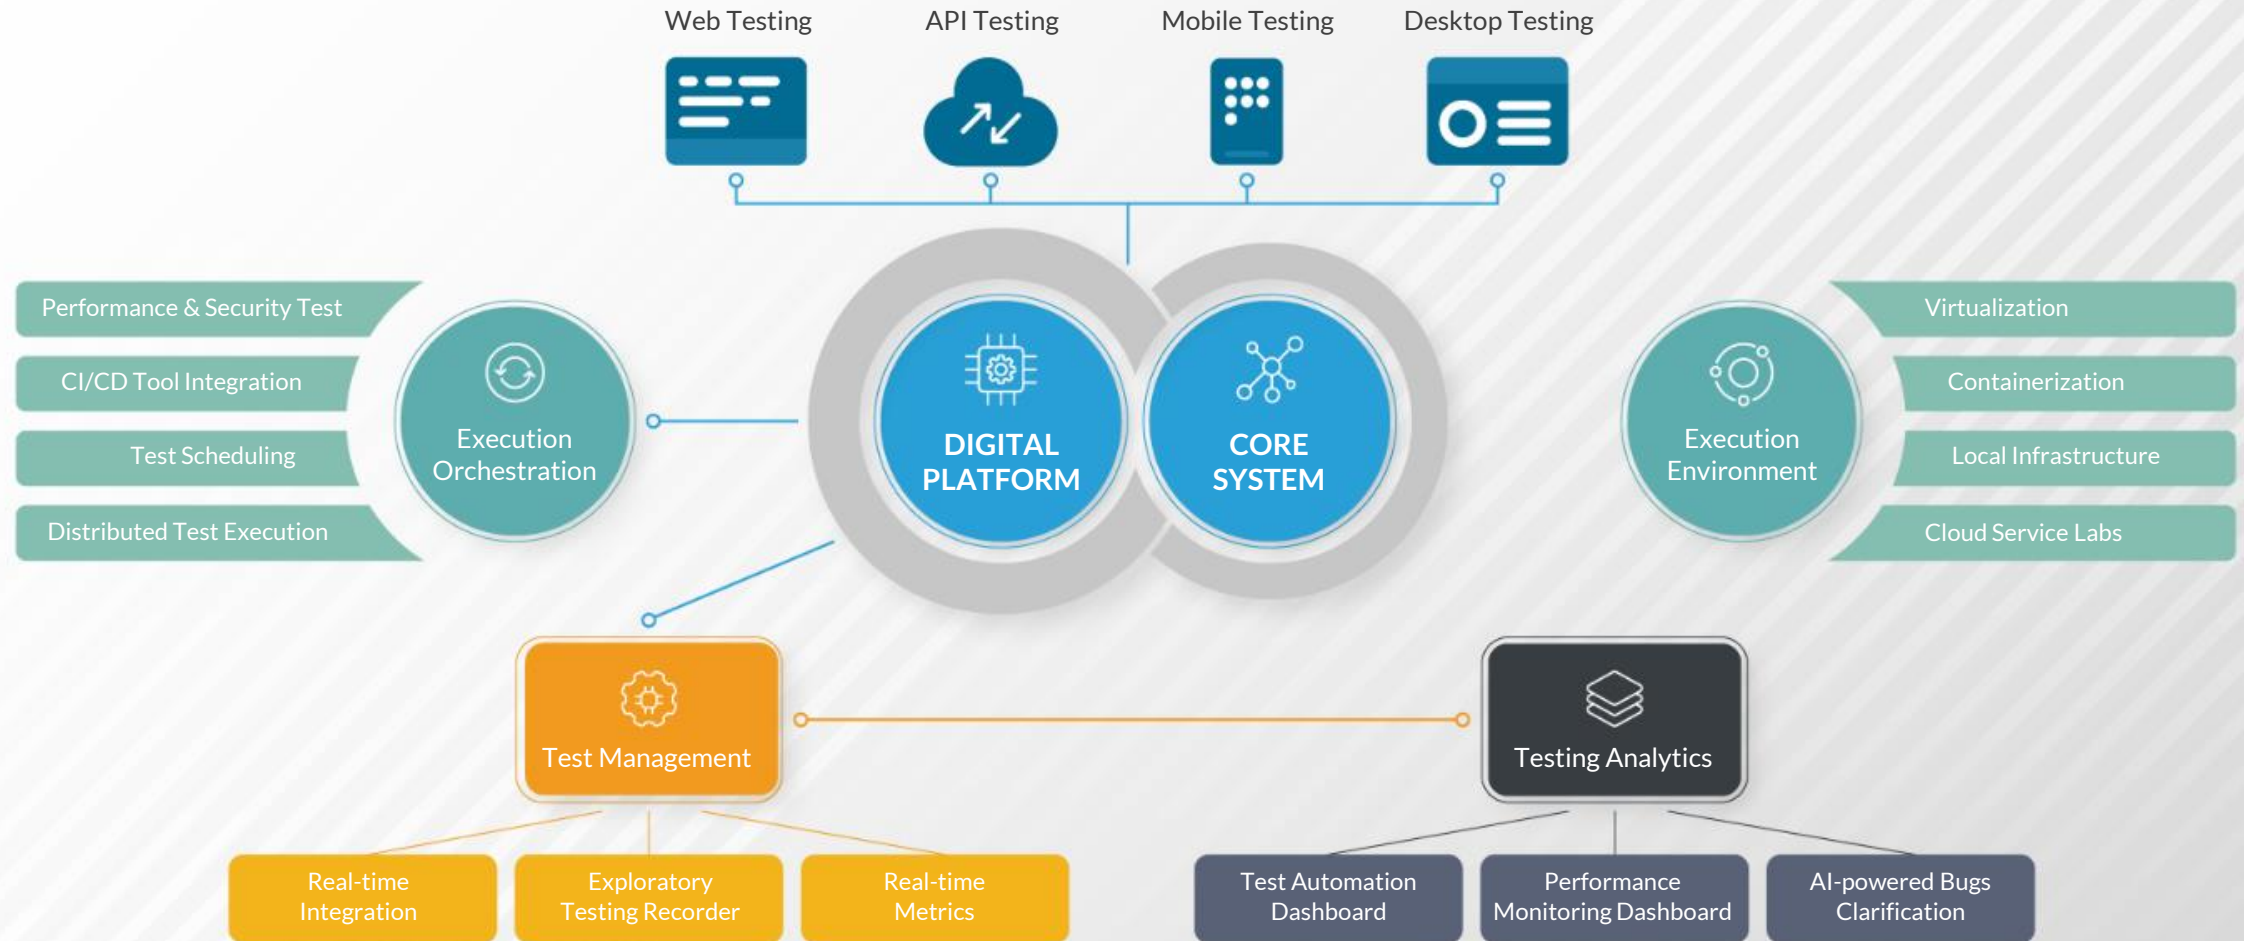 Web Testing
API Testing
Mobile Testing
Desktop Testing
Performance & Security Test
CI/CD Tool Integration
Test Scheduling
Distributed Test Execution
Execution
Orchestration
DIGITAL
PLATFORM
CORE
SYSTEM
Execution
Environment
Virtualization
Containerization
Local Infrastructure
Cloud Service Labs
Test Management
Testing Analytics
Real-time
Integration
Exploratory
Testing Recorder
Real-time
Metrics
Test Automation
Dashboard
Performance
Monitoring Dashboard
AI-powered Bugs
Clarification